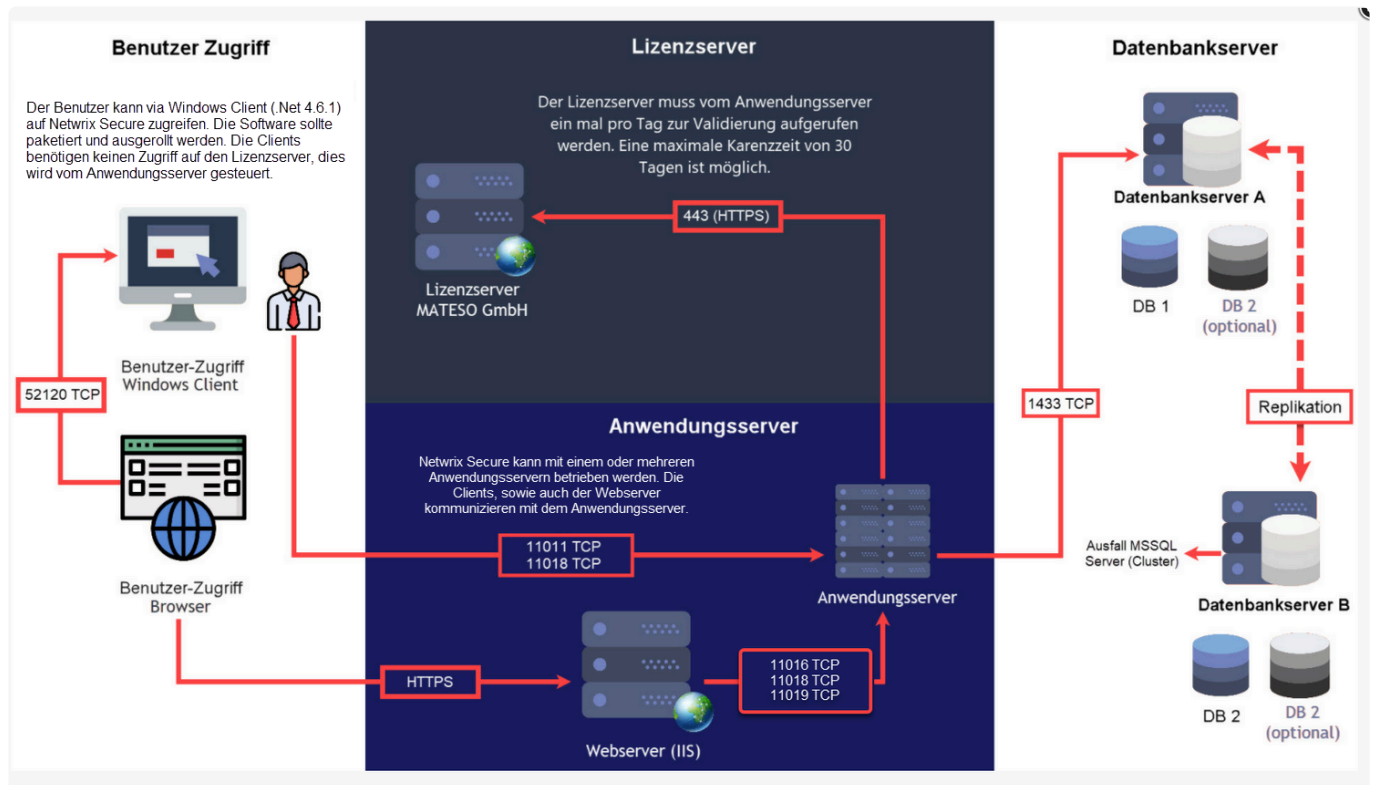 Benutzer Zugriff
Der Benutzer kann via Windows Client (.Net 4.6.1)
auf Netwrix Secure zugreifen. Die Software sollte
paketiert und ausgerollt werden. Die Clients
benötigen keinen Zugriff auf den Lizenzserver, dies
wird vom Anwendungsserver gesteuert.
Benutzer-Zugriff
Windows Client
52120 TCP
Benutzer-Zugriff
Browser
Lizenzserver
Der Lizenzserver muss vom Anwendungsserver
ein mal pro Tag zur Validierung aufgerufen
werden. Eine maximale Karenzzeit von 30
Tagen ist möglich.
443 (HTTPS)
Lizenzserver
MATESO GmbH
Anwendungsserver
Netwrix Secure kann mit einem oder mehreren
Anwendungsservern betrieben werden. Die
Clients, sowie auch der Webserver
kommunizieren mit dem Anwendungsserver.
11011 TCP
11018 TCP
Anwendungsserver
HTTPS
11016 TCP
11018 TCP
11019 TCP
Webserver (IIS)
Datenbankserver
Datenbankserver A
DB 1
DB 2
(optional)
1433 TCP
Replikation
Ausfall MSSQL
Server (Cluster)
Datenbankserver B
DB 2
DB 2
(optional)